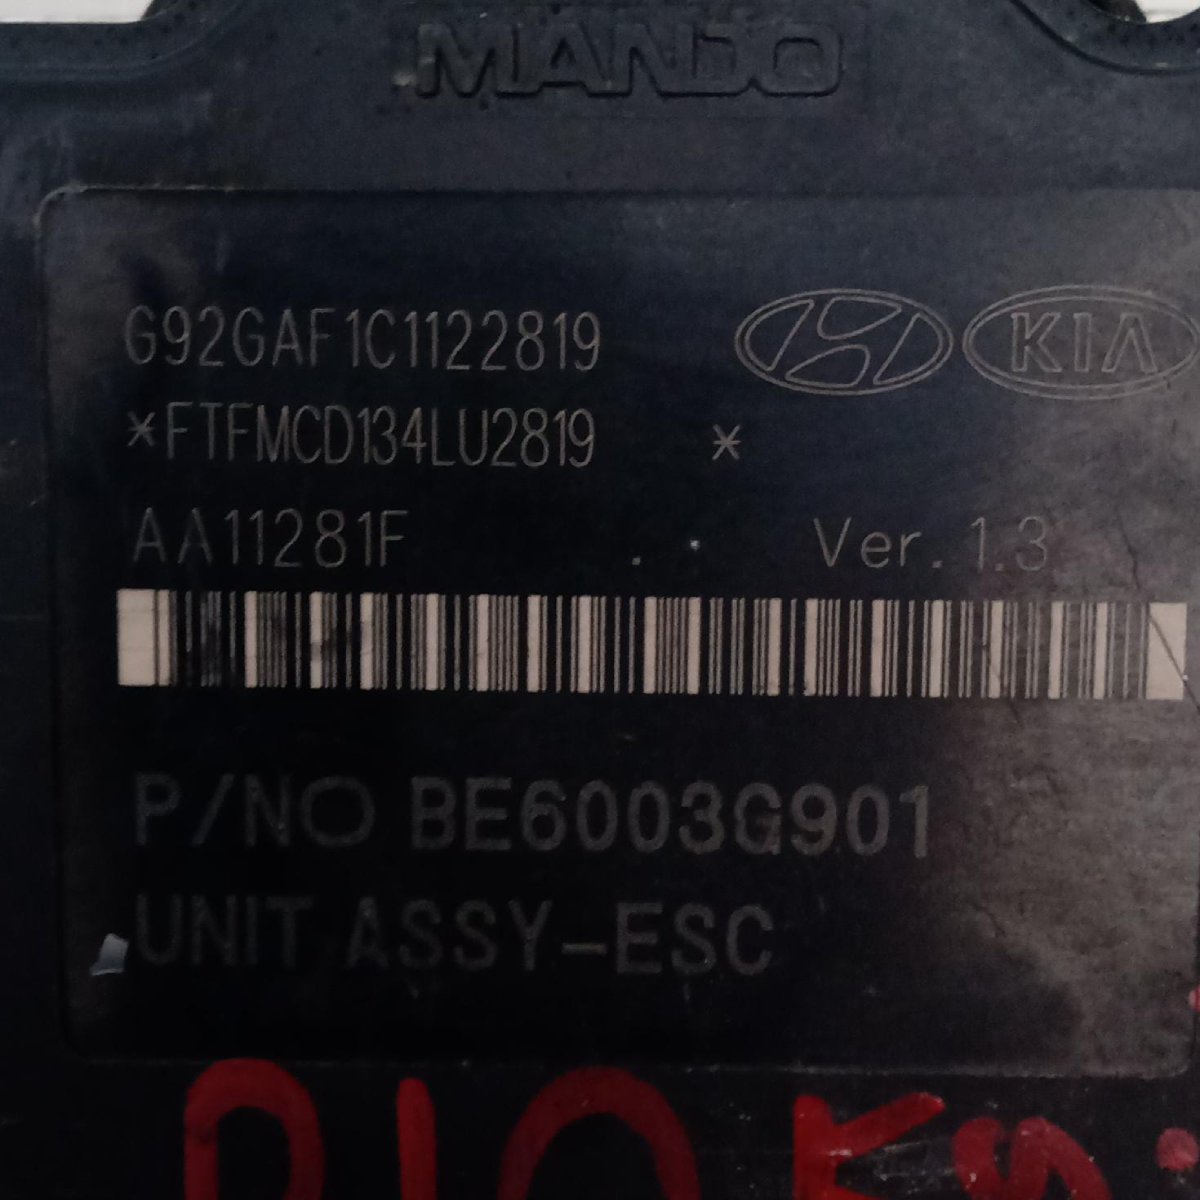 MANDO
G92GAF1C1122819
KIA
*FTFMCD134LU2819 *
AA11281F . . Ver. 1.3
P/NO BE6003G901
UNIT ASSY-ESC